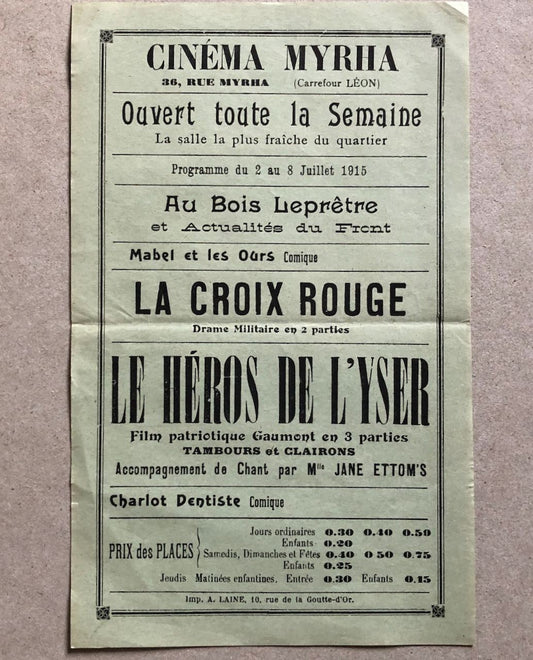 CINÉMA MYRHA
36, RUE MYRHA (Carrefour LÉON)
Ouvert toute la Semaine
La salle la plus fraîche du quartier
Programme du 2 au 8 Juillet 1915
Au Bois Leprêtre
et Actualités du Front
Mabel et les Ours Comique
LA CROIX ROUGE
Drame Militaire en 2 parties
LE HÉROS DE L'YSER
Film patriotique Gaumont en 3 parties
TAMBOURS et CLAIRONS
Accompagnement de Chant par Mlle JANE ETTOM'S
Charlot Dentiste Comique
PRIX des PLACES
Jours ordinaires 0.30 0.40 0.50
Enfants 0.20
Samedis, Dimanches et Fêtes 0.40 0 50 0.75
Enfants 0.25
Jeudis Matinées enfantines, Entrée 0.30 Enfants 0.15
Imp. A. LAINE, 10, rue de la Goutte-d'Or.